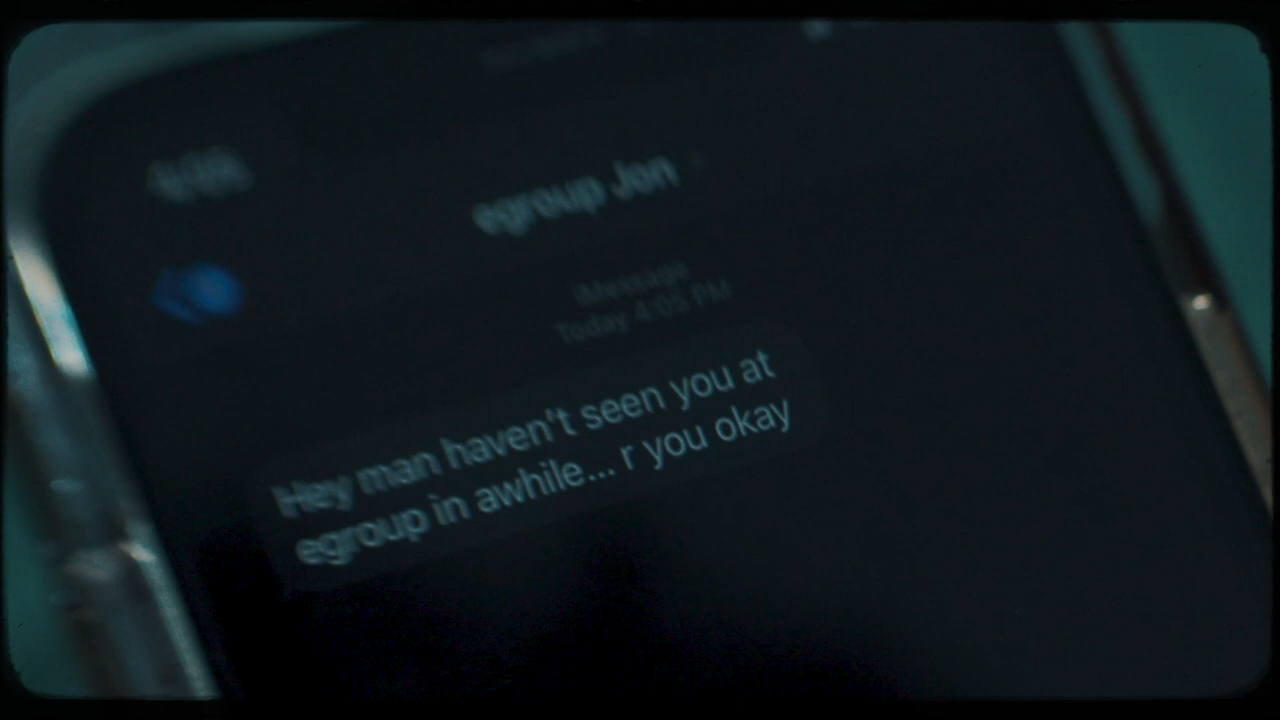 egroup Jon
iMessage
Today 4:05 PM
Hey man haven't seen you at
egroup in awhile... r you okay